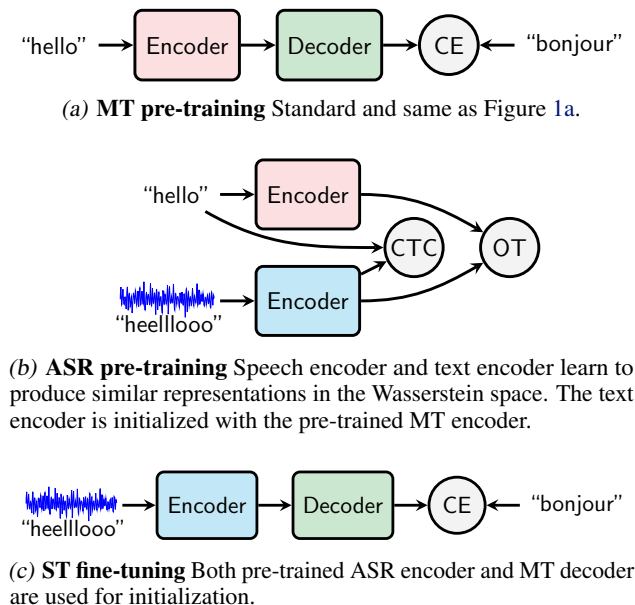 “hello” Encoder Decoder CE “bonjour”
(a) MT pre-training Standard and same as Figure 1a.
Encoder
“hello”
CTC OT
Encoder
“heelllooo”
(b) ASR pre-training Speech encoder and text encoder learn to
produce similar representations in the Wasserstein space. The text
encoder is initialized with the pre-trained MT encoder.
Encoder Decoder CE “bonjour”
“heelllooo”
(c) ST fine-tuning Both pre-trained ASR encoder and MT decoder
are used for initialization.